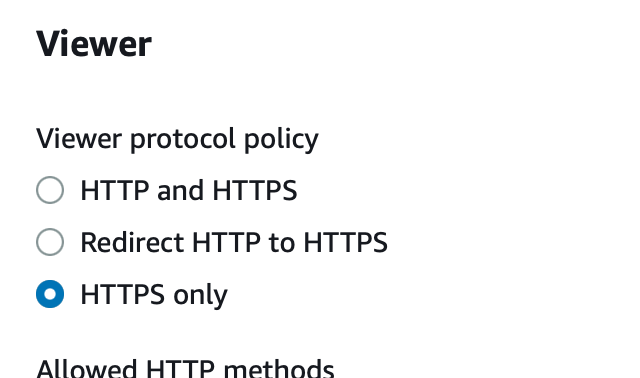 Viewer
Viewer protocol policy
HTTP and HTTPS
Redirect HTTP to HTTPS
HTTPS only
Allowed HTTP methods